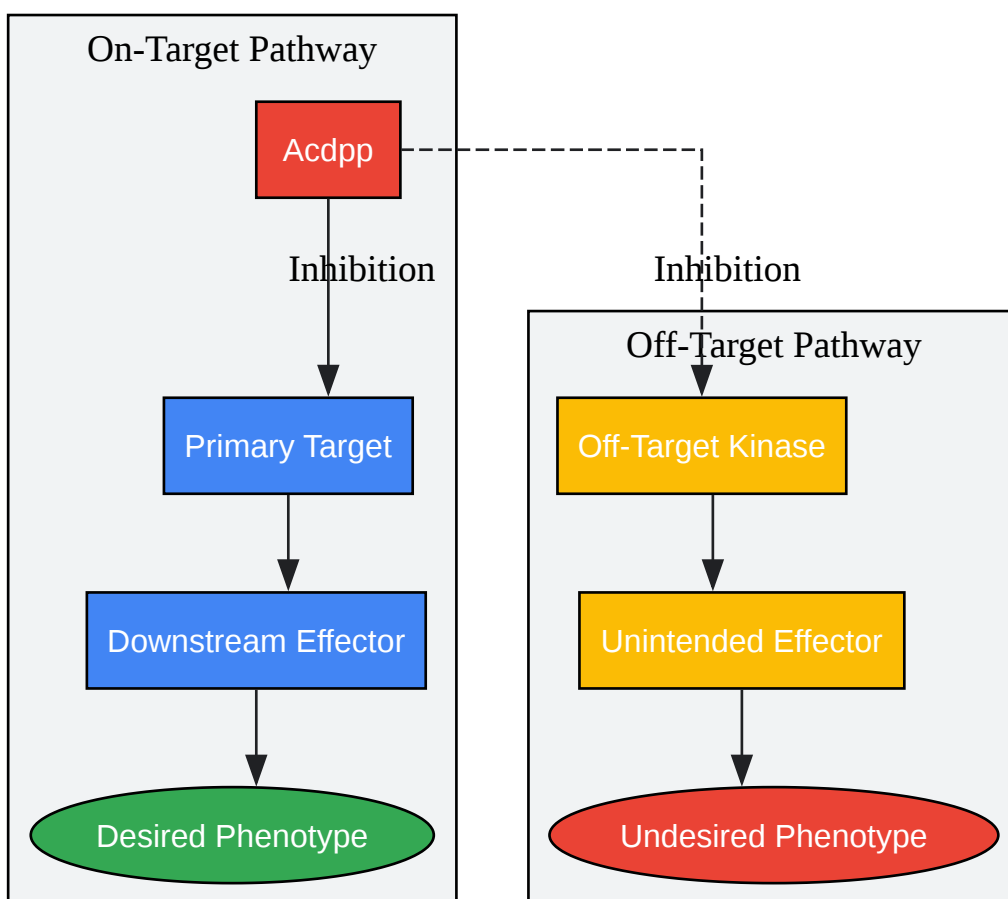 On-Target Pathway
Acdpp
Inhibition
Primary Target
Downstream Effector
Desired Phenotype
Inhibition
Off-Target Pathway
Off-Target Kinase
Unintended Effector
Undesired Phenotype